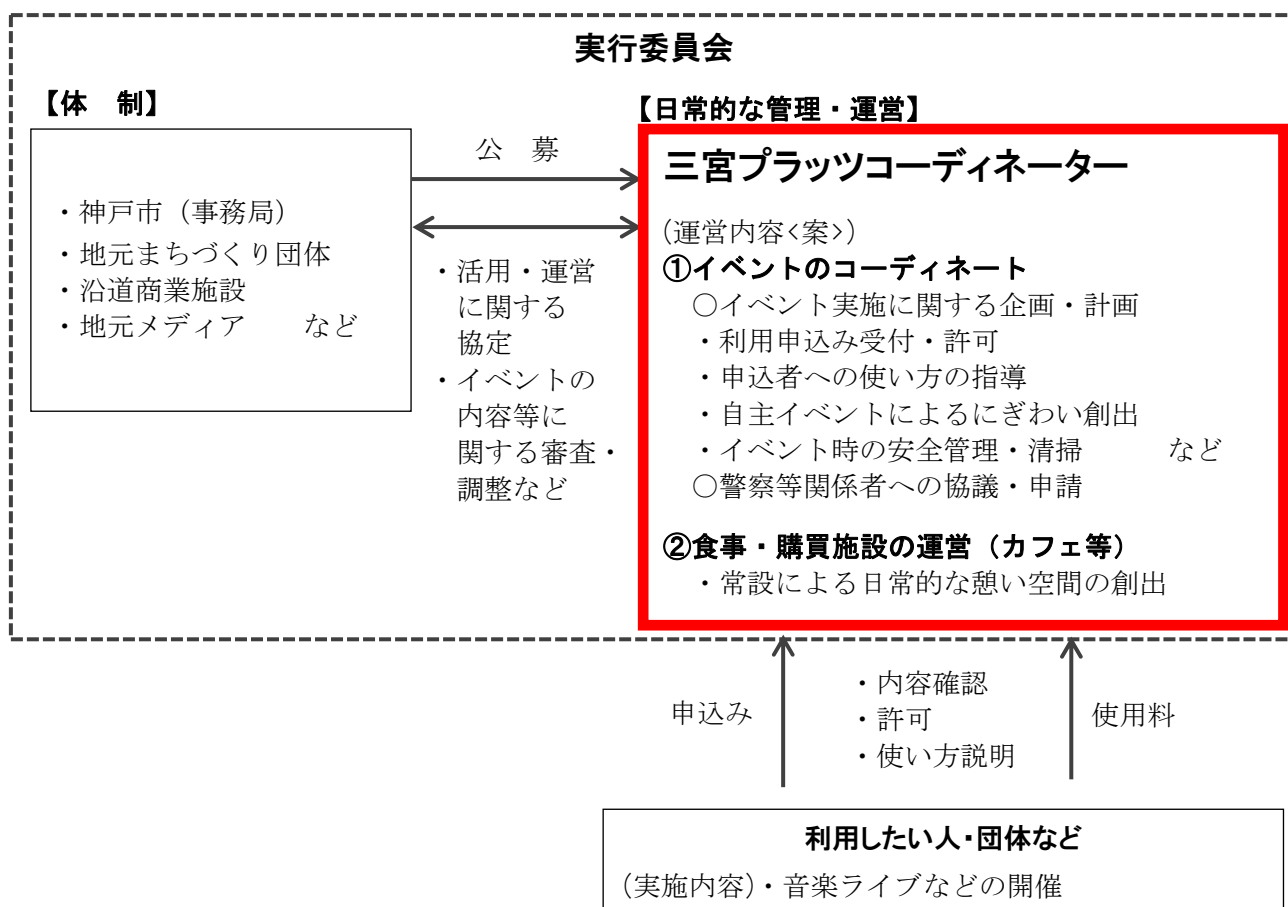 実行委員会
【体　制】
・神戸市（事務局）
・地元まちづくり団体
・沿道商業施設
・地元メディア　　など
公　募
・活用・運営
に関する
協定
・イベントの
内容等に
関する審査・
調整など
【日常的な管理・運営】
三宮プラッツコーディネーター
（運営内容<案>）
①イベントのコーディネート
○イベント実施に関する企画・計画
・利用申込み受付・許可
・申込者への使い方の指導
・自主イベントによるにぎわい創出
・イベント時の安全管理・清掃　　　など
○警察等関係者への協議・申請
②食事・購買施設の運営（カフェ等）
・常設による日常的な憩い空間の創出
申込み
・内容確認
・許可
・使い方説明
使用料
利用したい人・団体など
（実施内容）・音楽ライブなどの開催